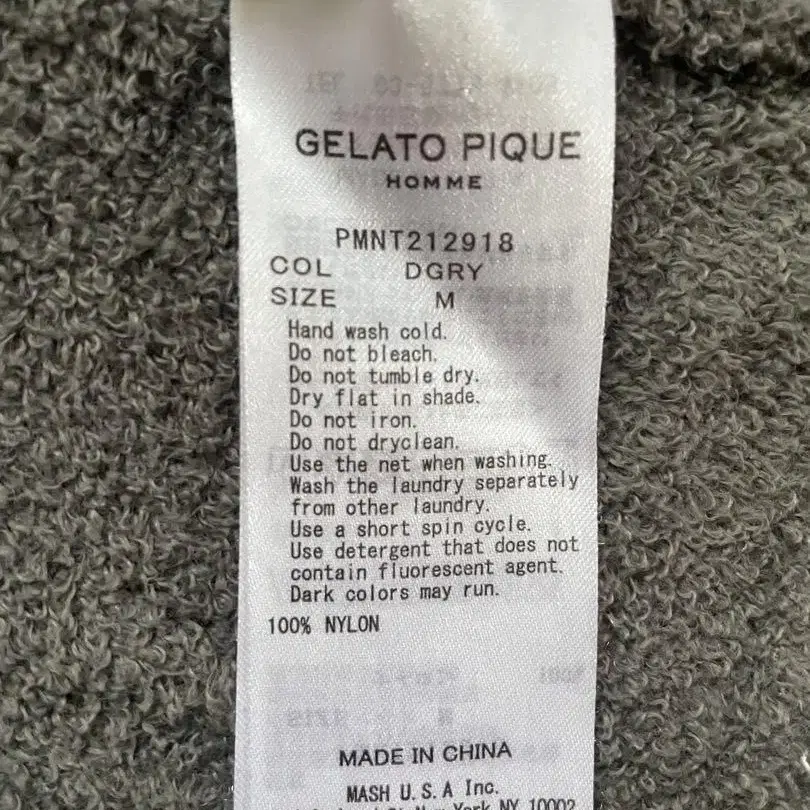 GELATO PIQUE
HOMME
PMNT212918
COL DGRY
SIZE M
Hand wash cold.
Do not bleach.
Do not tumble dry.
Dry flat in shade.
Do not iron.
Do not dryclean.
Use the net when washing.
Wash the laundry separately
from other laundry.
Use a short spin cycle.
Use detergent that does not
contain fluorescent agent.
Dark colors may run.
100% NYLON
MADE IN CHINA
MASH U.S.A Inc.
York NY 10002